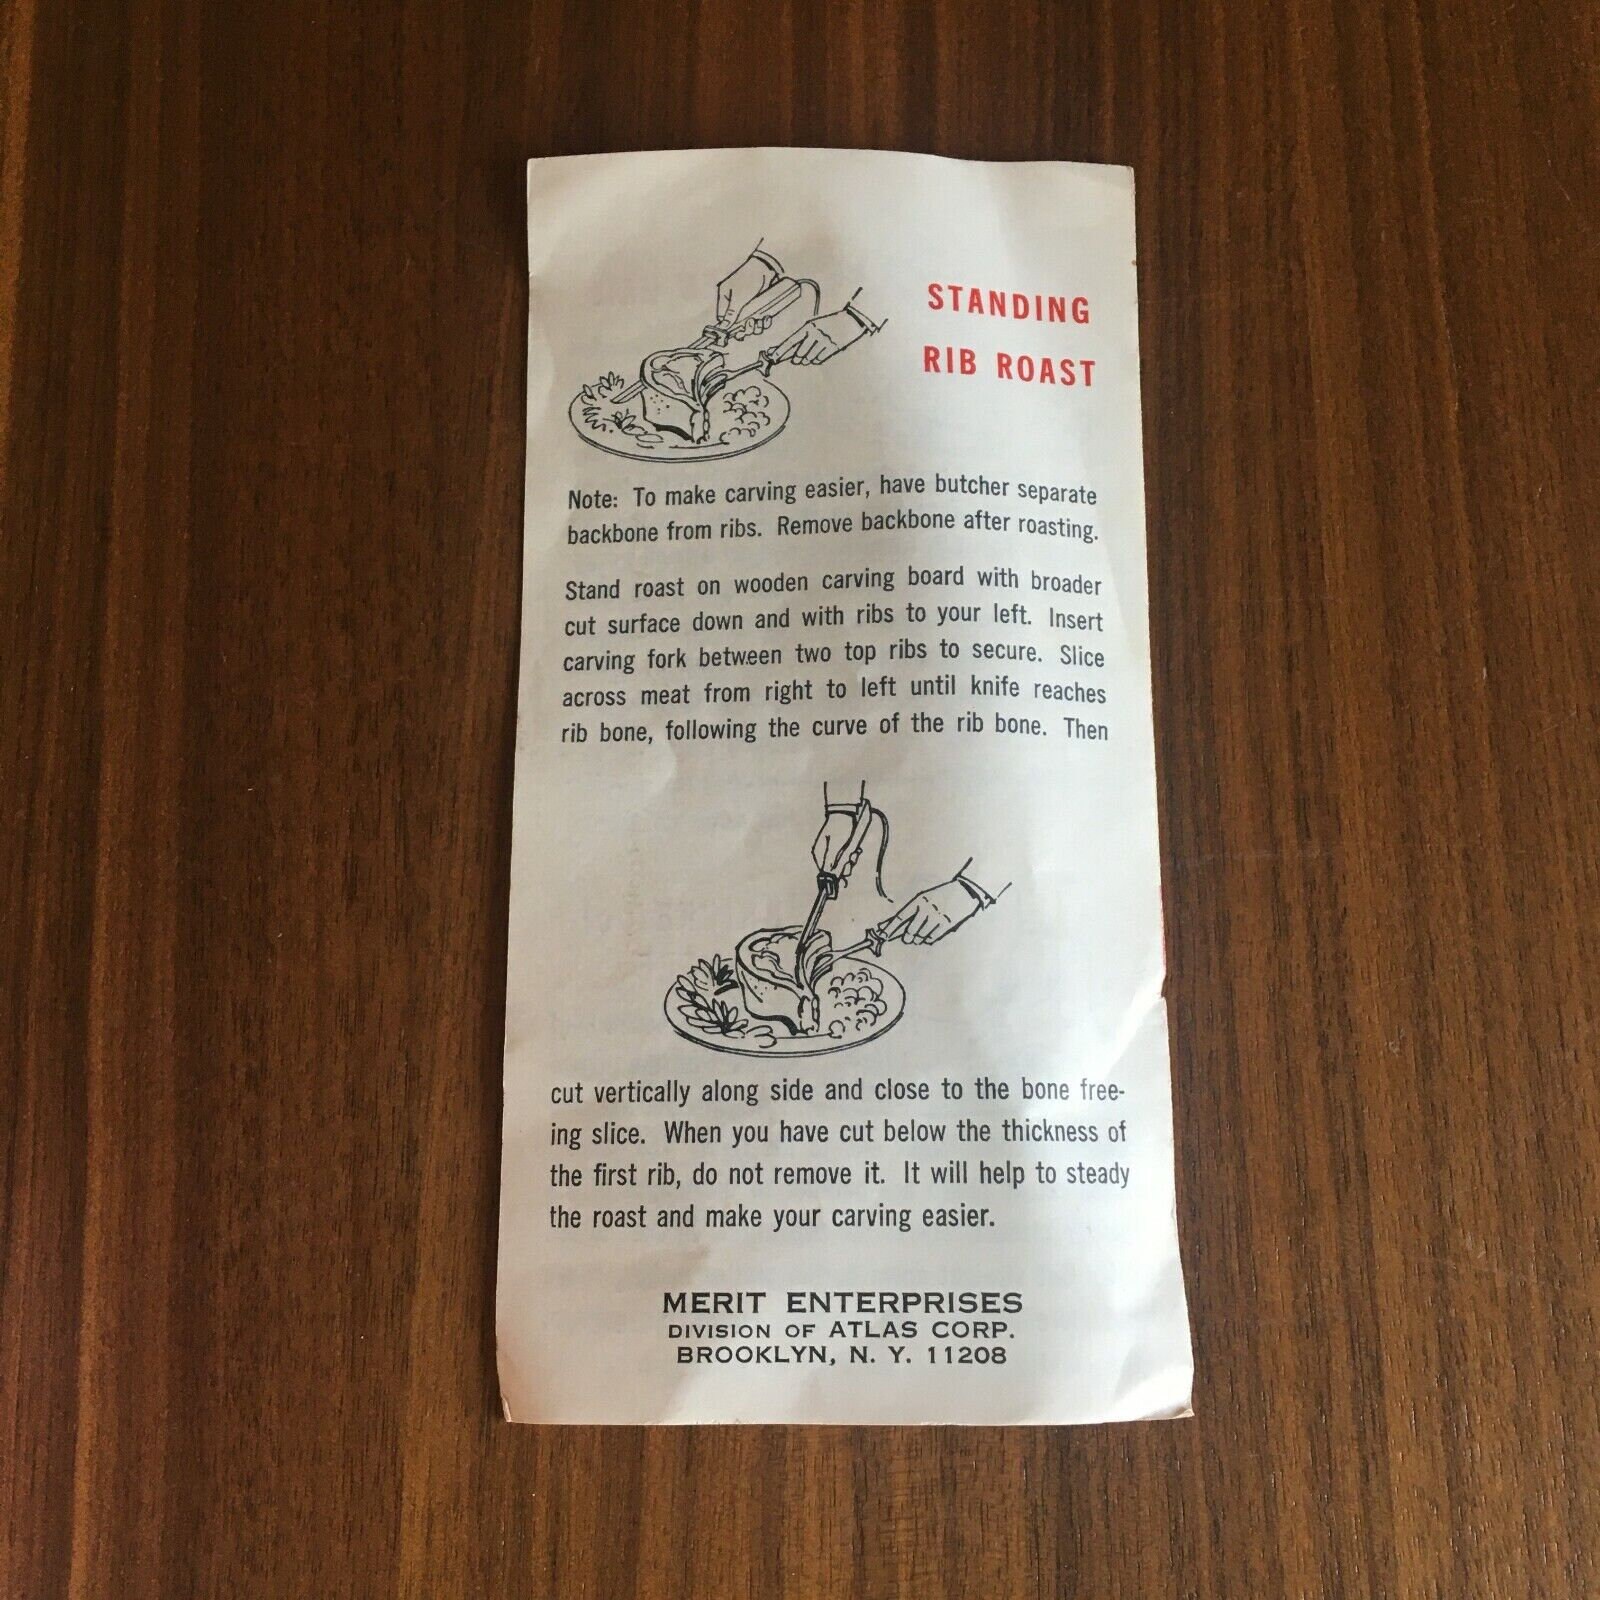 STANDING
RIB ROAST
Note: To make carving easier, have butcher separate
backbone from ribs. Remove backbone after roasting.
Stand roast on wooden carving board with broader
cut surface down and with ribs to your left. Insert
carving fork between two top ribs to secure. Slice
across meat from right to left until knife reaches
rib bone, following the curve of the rib bone. Then
cut vertically along side and close to the bone free-
ing slice. When you have cut below the thickness of
the first rib, do not remove it. It will help to steady
the roast and make your carving easier.
MERIT ENTERPRISES
DIVISION OF ATLAS CORP.
BROOKLYN, N. Y. 11208